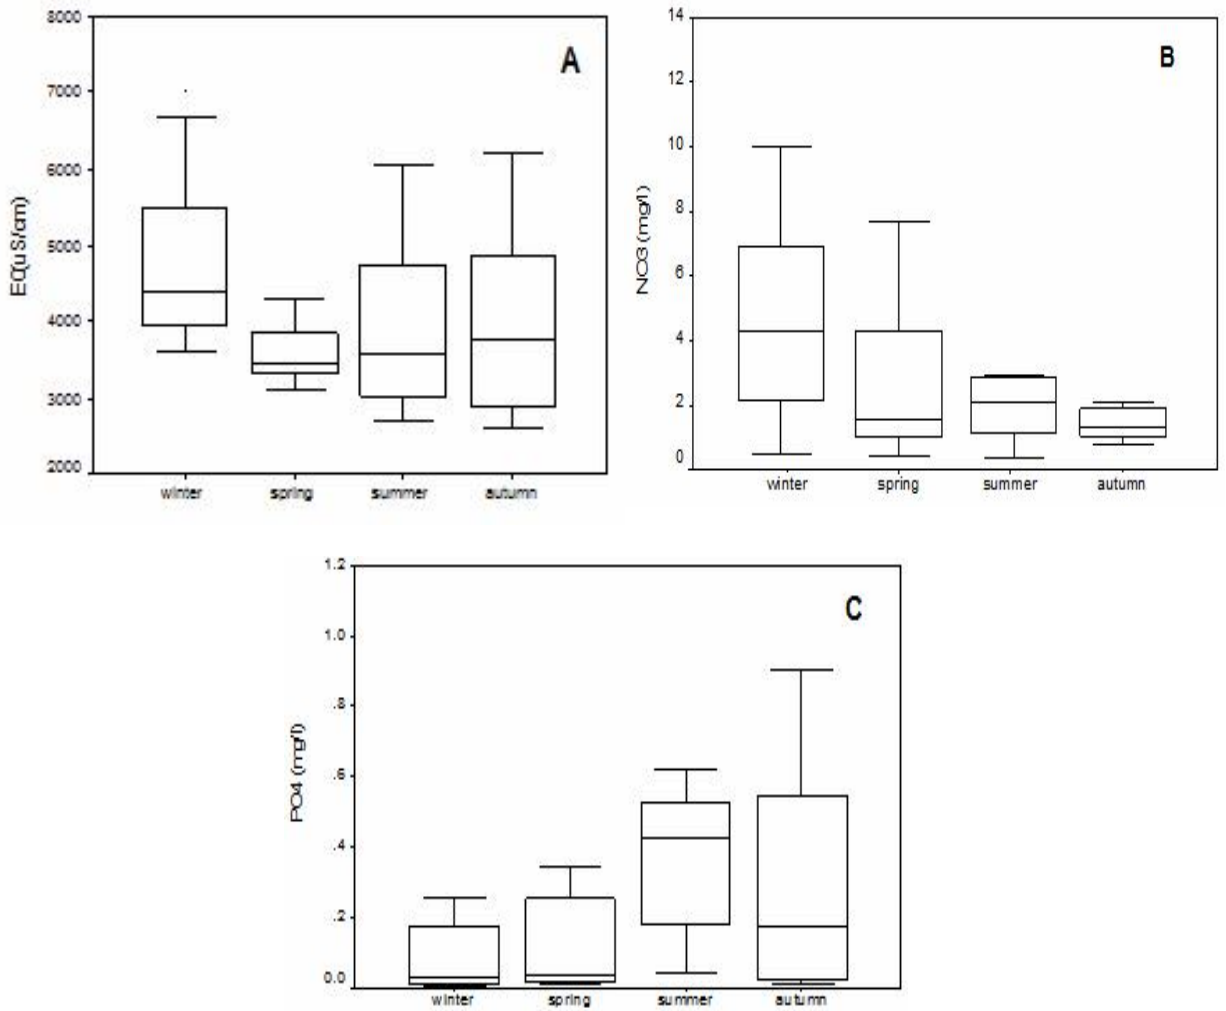 8000
A
7000
6000
5000
4000
3000
2000
EC(uS/cm)
winter spring summer autumn
14
B
12
10
8
6
4
2
0
NO3 (mg/l)
winter spring summer autumn
1.2
C
1.0
.8
.6
.4
.2
0.0
PO4 (mg/l)
winter spring summer autumn